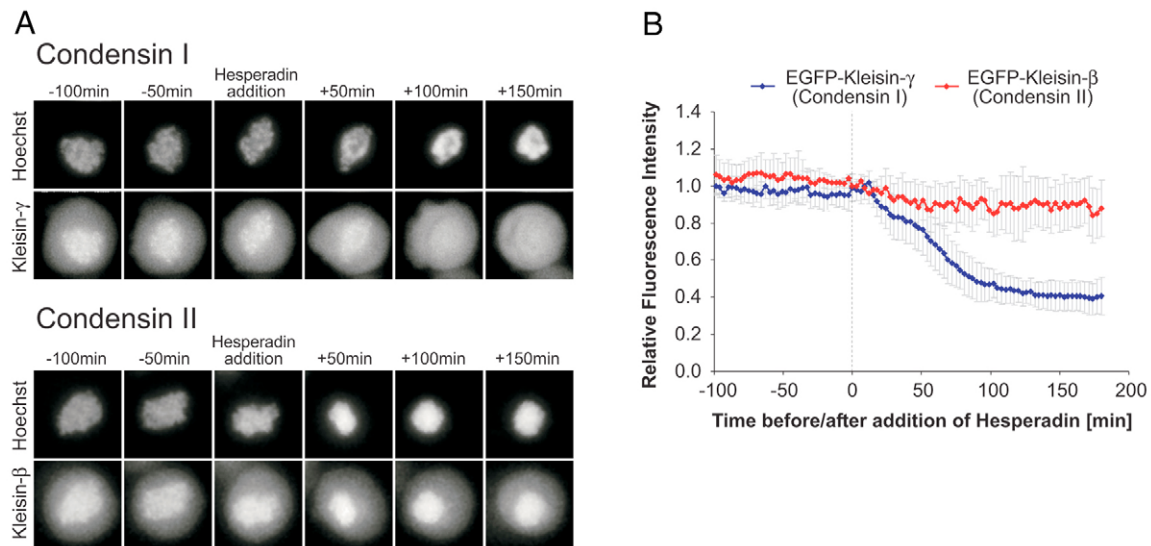 A
Condensin I
-100min -50min Hesperadin addition +50min +100min +150min
Hoechst
Kleisin-γ
Condensin II
-100min -50min Hesperadin addition +50min +100min +150min
Hoechst
Kleisin-β
B
EGFP-Kleisin-γ (Condensin I)
EGFP-Kleisin-β (Condensin II)
Relative Fluorescence Intensity
1.4
1.2
1.0
0.8
0.6
0.4
0.2
0.0
-100 -50 0 50 100 150 200
Time before/after addition of Hesperadin [min]